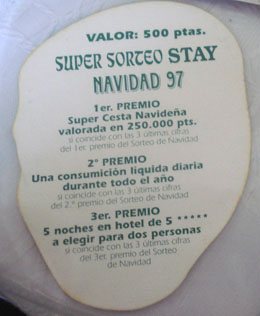 VALOR: 500 ptas.
SUPER SORTEO STAY
NAVIDAD 97
1er. PREMIO
Super Cesta Navideña
valorada en 250.000 pts.
si coincide con las 3 últimas cifras
del 1er. premio del Sorteo de Navidad
2º PREMIO
Una consumición líquida diaria
durante todo el año
si coincide con las 3 últimas cifras
del 2.º premio del Sorteo de Navidad
3er. PREMIO
5 noches en hotel de 5 *****
a elegir para dos personas
si coincide con las 3 últimas cifras
del 3er. premio del Sorteo
de Navidad